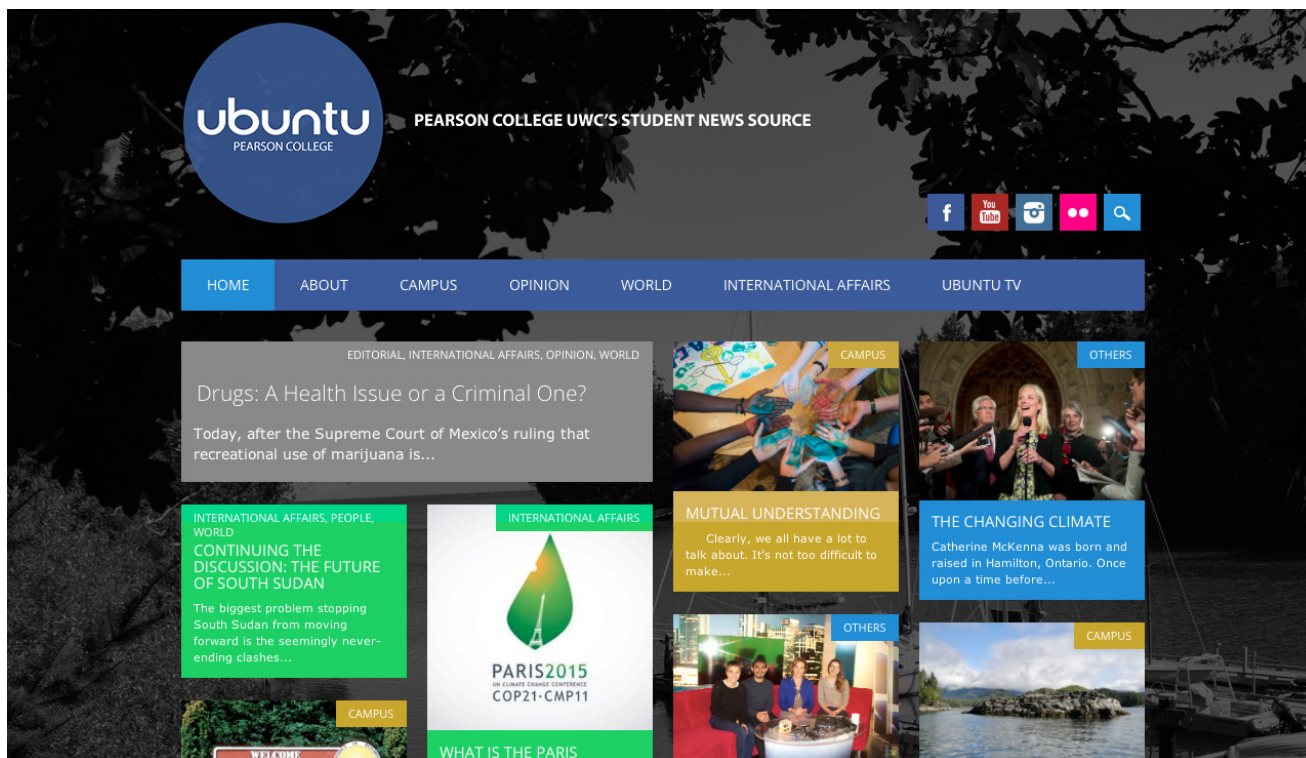 ubuntu
PEARSON COLLEGE
PEARSON COLLEGE UWC'S STUDENT NEWS SOURCE
f
You
Tube
HOME
ABOUT
CAMPUS
OPINION
WORLD
INTERNATIONAL AFFAIRS
UBUNTU TV
EDITORIAL, INTERNATIONAL AFFAIRS, OPINION, WORLD
Drugs: A Health Issue or a Criminal One?
Today, after the Supreme Court of Mexico's ruling that
recreational use of marijuana is...
INTERNATIONAL AFFAIRS, PEOPLE,
WORLD
CONTINUING THE
DISCUSSION: THE FUTURE
OF SOUTH SUDAN
The biggest problem stopping
South Sudan from moving
forward is the seemingly never-
ending clashes...
CAMPUS
WELCOME
INTERNATIONAL AFFAIRS
PARIS2015
UN CLIMATE CHANGE CONFERENCE
COP21·CMP11
WHAT IS THE PARIS
CAMPUS
MUTUAL UNDERSTANDING
Clearly, we all have a lot to
talk about. It's not too difficult to
make...
OTHERS
OTHERS
THE CHANGING CLIMATE
Catherine McKenna was born and
raised in Hamilton, Ontario. Once
upon a time before...
CAMPUS